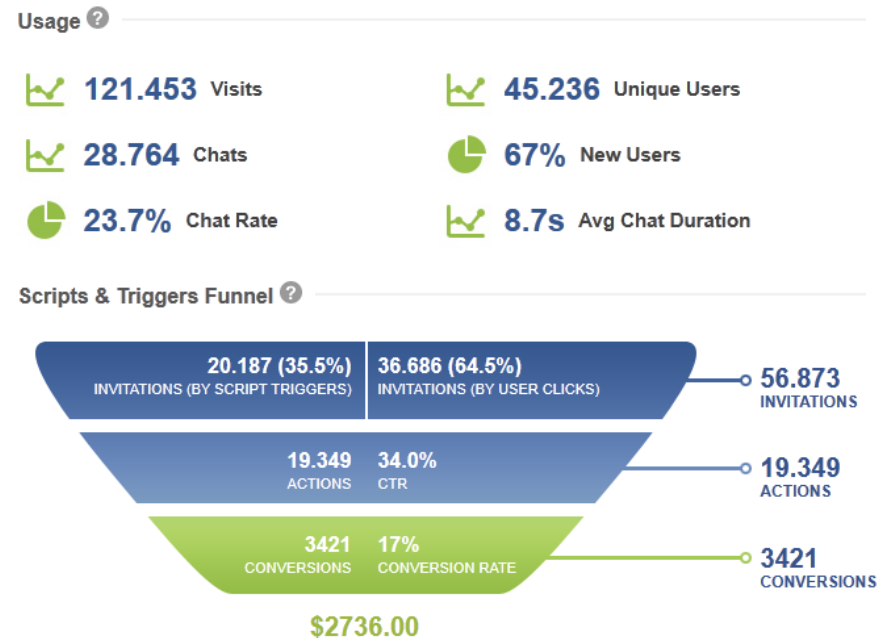 Usage ?
121.453 Visits
45.236 Unique Users
28.764 Chats
67% New Users
23.7% Chat Rate
8.7s Avg Chat Duration
Scripts & Triggers Funnel ?
20.187 (35.5%)
INVITATIONS (BY SCRIPT TRIGGERS)
36.686 (64.5%)
INVITATIONS (BY USER CLICKS)
56.873
INVITATIONS
19.349
ACTIONS
34.0%
CTR
19.349
ACTIONS
3421
CONVERSIONS
17%
CONVERSION RATE
3421
CONVERSIONS
$2736.00